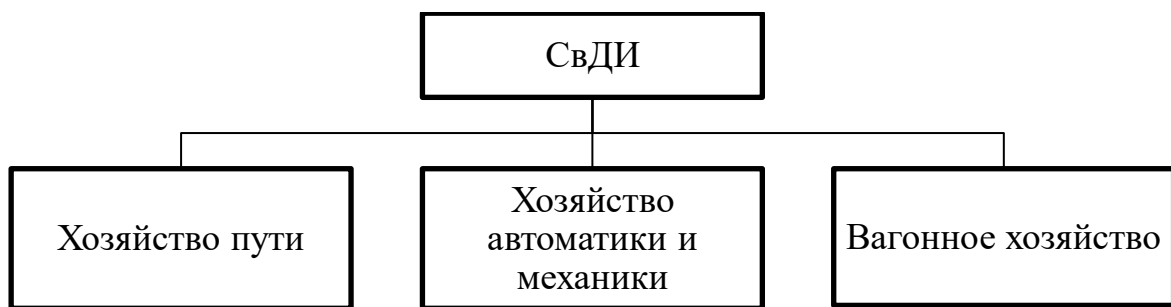 СвДИ
Хозяйство пути
Хозяйство
автоматики и
механики
Вагонное хозяйство